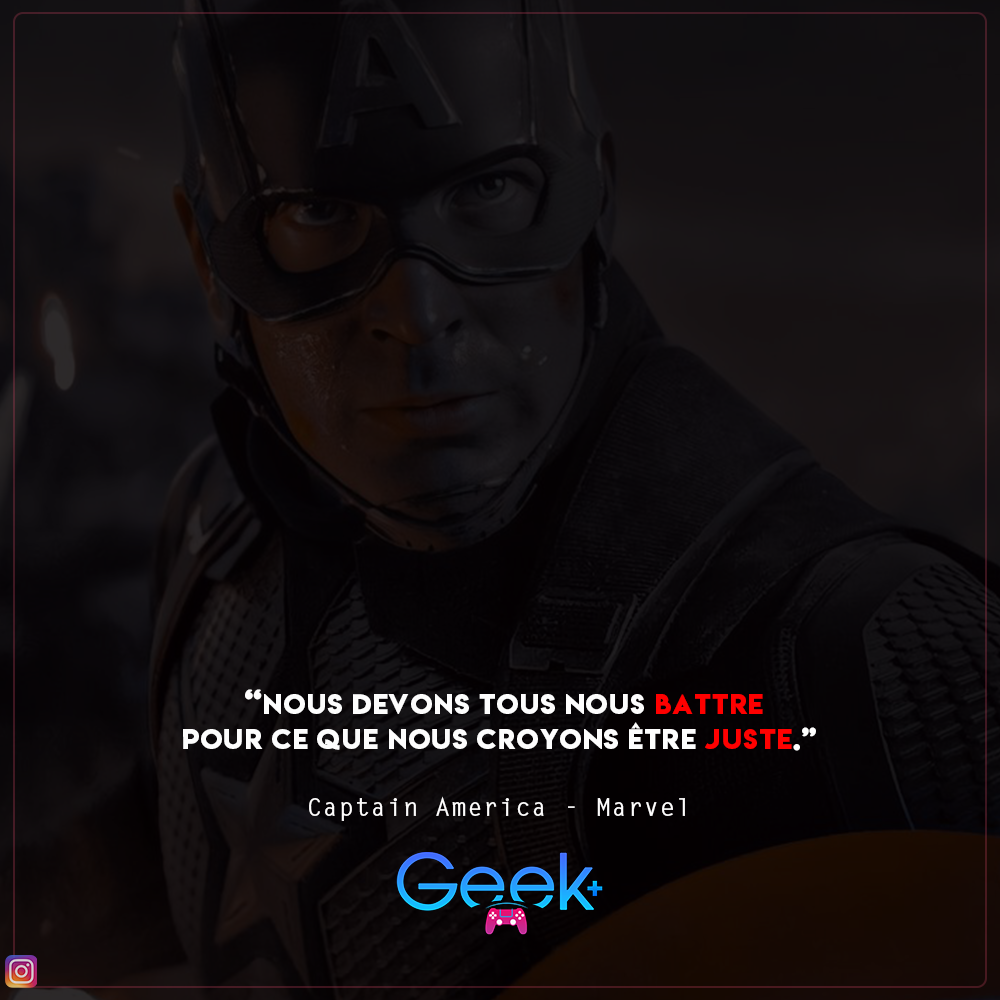 A
“NOUS DEVONS TOUS NOUS BATTRE
POUR CE QUE NOUS CROYONS ÊTRE JUSTE.”
Captain America - Marvel
Geek+